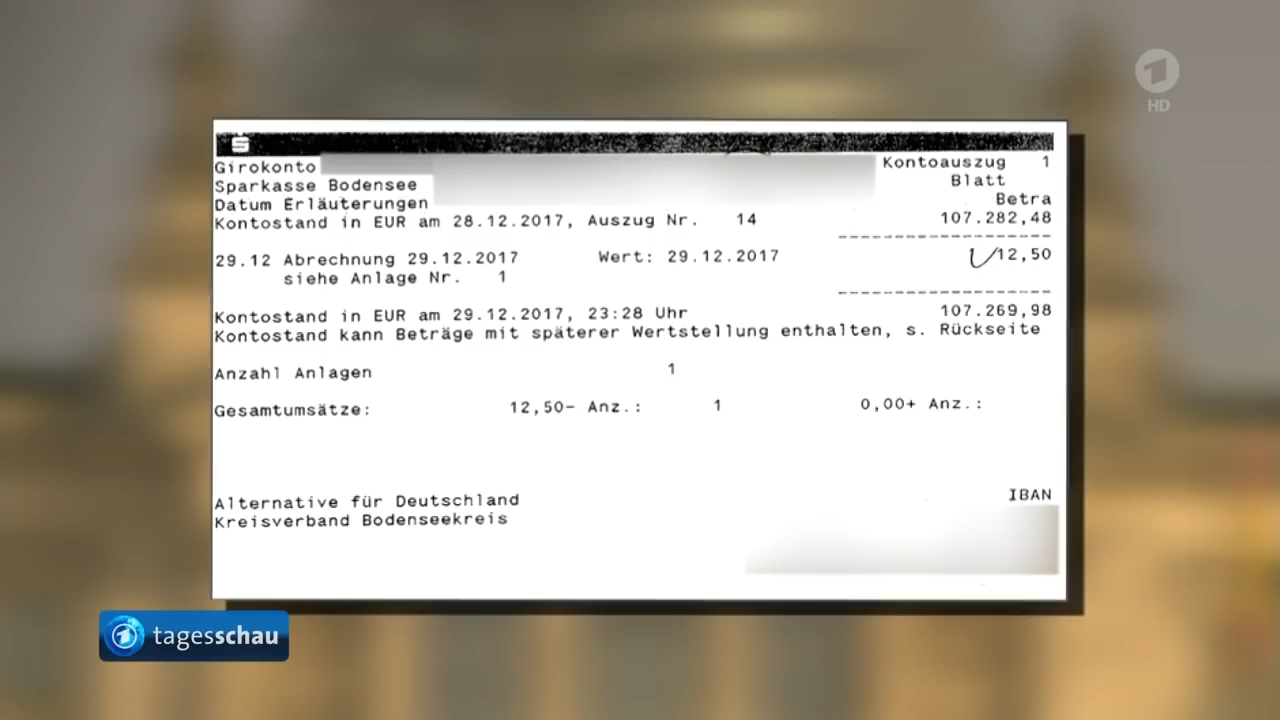 1
HD
S
Girokonto Kontoauszug 1
Sparkasse Bodensee Blatt
Datum Erläuterungen Betra
Kontostand in EUR am 28.12.2017, Auszug Nr. 14 107.282,48
29.12 Abrechnung 29.12.2017 Wert: 29.12.2017 12,50
siehe Anlage Nr. 1
Kontostand in EUR am 29.12.2017, 23:28 Uhr 107.269,98
Kontostand kann Beträge mit späterer Wertstellung enthalten, s. Rückseite
Anzahl Anlagen 1
Gesamtumsätze: 12,50- Anz.: 1 0,00+ Anz.:
Alternative für Deutschland IBAN
Kreisverband Bodenseekreis
1 tagesschau